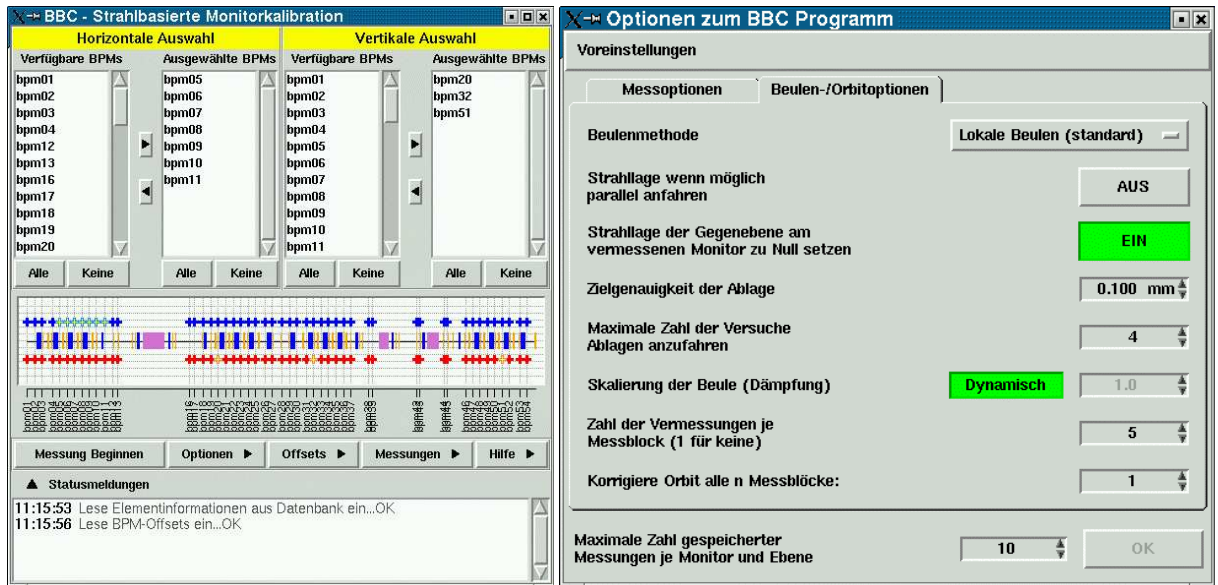 BBC - Strahlbasierte Monitorkalibration
Horizontale Auswahl
Vertikale Auswahl
Verfügbare BPMs
Ausgewählte BPMs
Verfügbare BPMs
Ausgewählte BPMs
bpm01
bpm02
bpm03
bpm04
bpm12
bpm13
bpm16
bpm17
bpm18
bpm19
bpm20
bpm05
bpm06
bpm07
bpm08
bpm09
bpm10
bpm11
bpm01
bpm02
bpm03
bpm04
bpm05
bpm06
bpm07
bpm08
bpm09
bpm10
bpm11
bpm20
bpm32
bpm51
Alle Keine Alle Keine Alle Keine Alle Keine
Messung Beginnen Optionen Offsets Messungen Hilfe
Statusmeldungen
11:15:53 Lese Elementinformationen aus Datenbank ein...OK
11:15:56 Lese BPM-Offsets ein...OK
Optionen zum BBC Programm
Voreinstellungen
Messoptionen Beulen-/Orbitoptionen
Beulenmethode Lokale Beulen (standard)
Strahllage wenn möglich
parallel anfahren
AUS
Strahllage der Gegenebene am
vermessenen Monitor zu Null setzen
EIN
Zielgenauigkeit der Ablage 0.100 mm
Maximale Zahl der Versuche
Ablagen anzufahren
4
Skalierung der Beule (Dämpfung) Dynamisch 1.0
Zahl der Vermessungen je
Messblock (1 für keine)
5
Korrigiere Orbit alle n Messblöcke: 1
Maximale Zahl gespeicherter
Messungen je Monitor und Ebene
10 OK